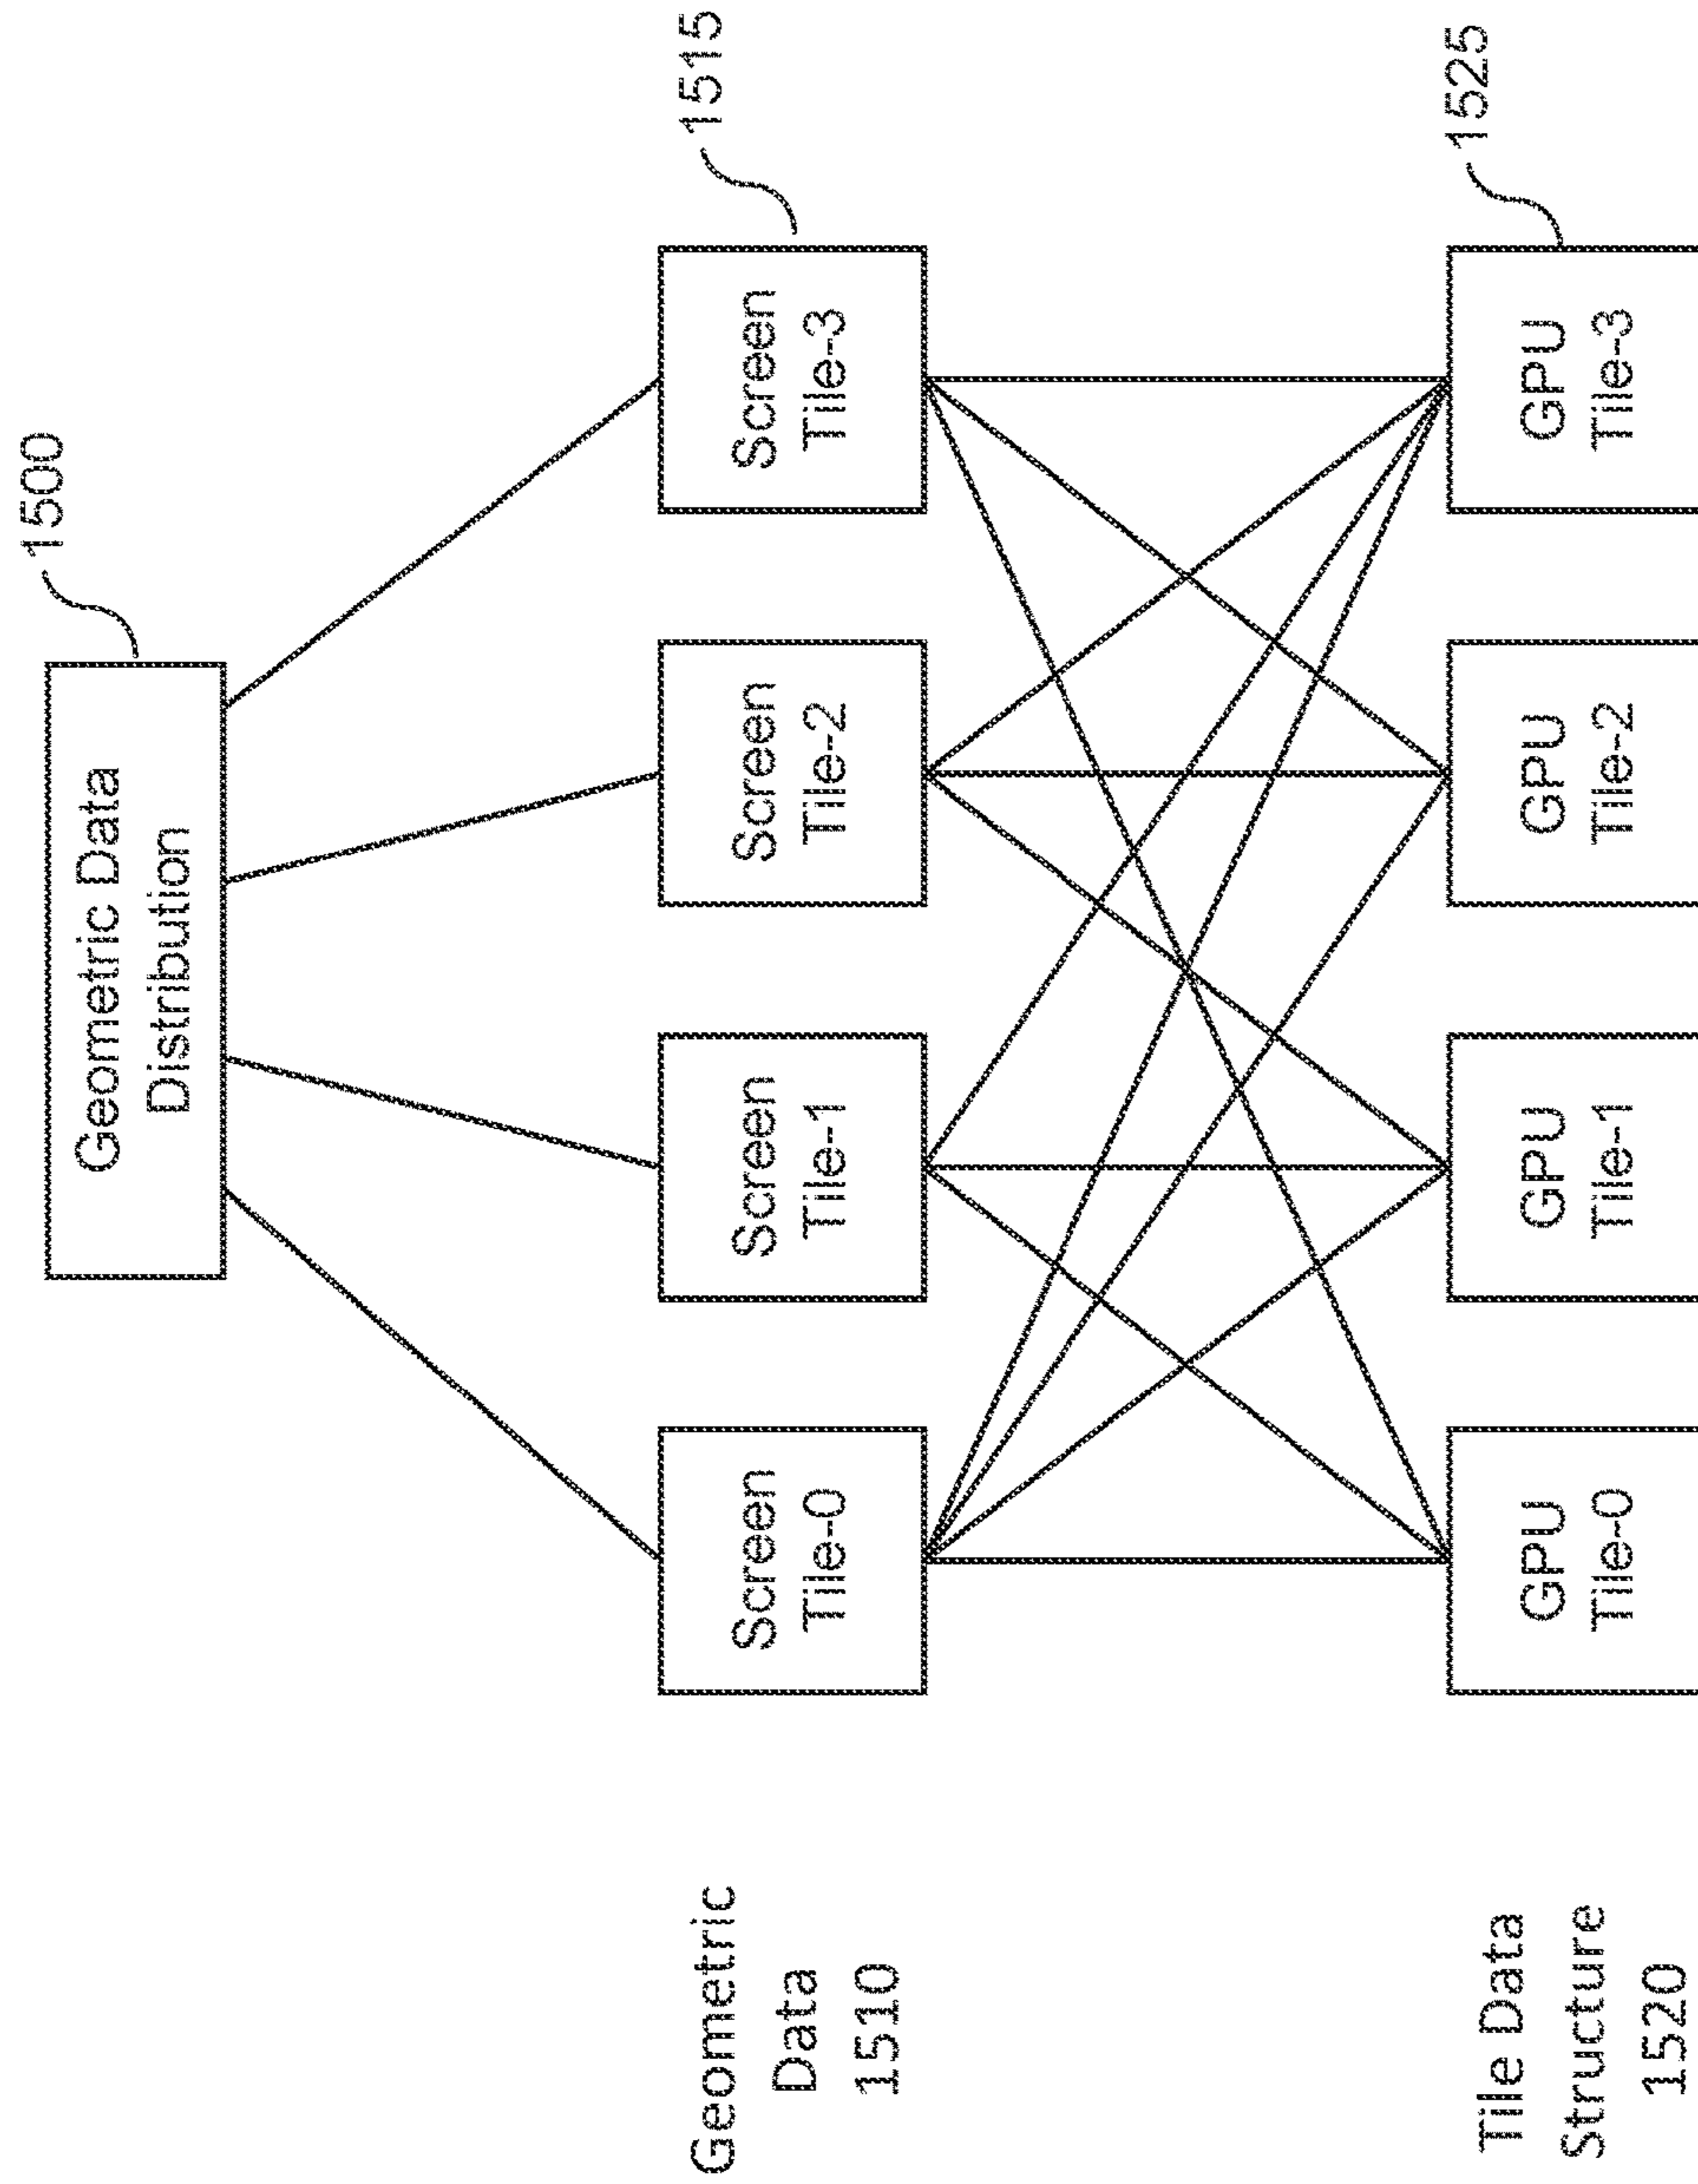 1500
Geometric Data
Distribution
1515
Geometric
Data
1510
Screen
Tile-0
Screen
Tile-1
Screen
Tile-2
Screen
Tile-3
1525
Tile Data
Structure
1520
GPU
Tile-0
GPU
Tile-1
GPU
Tile-2
GPU
Tile-3